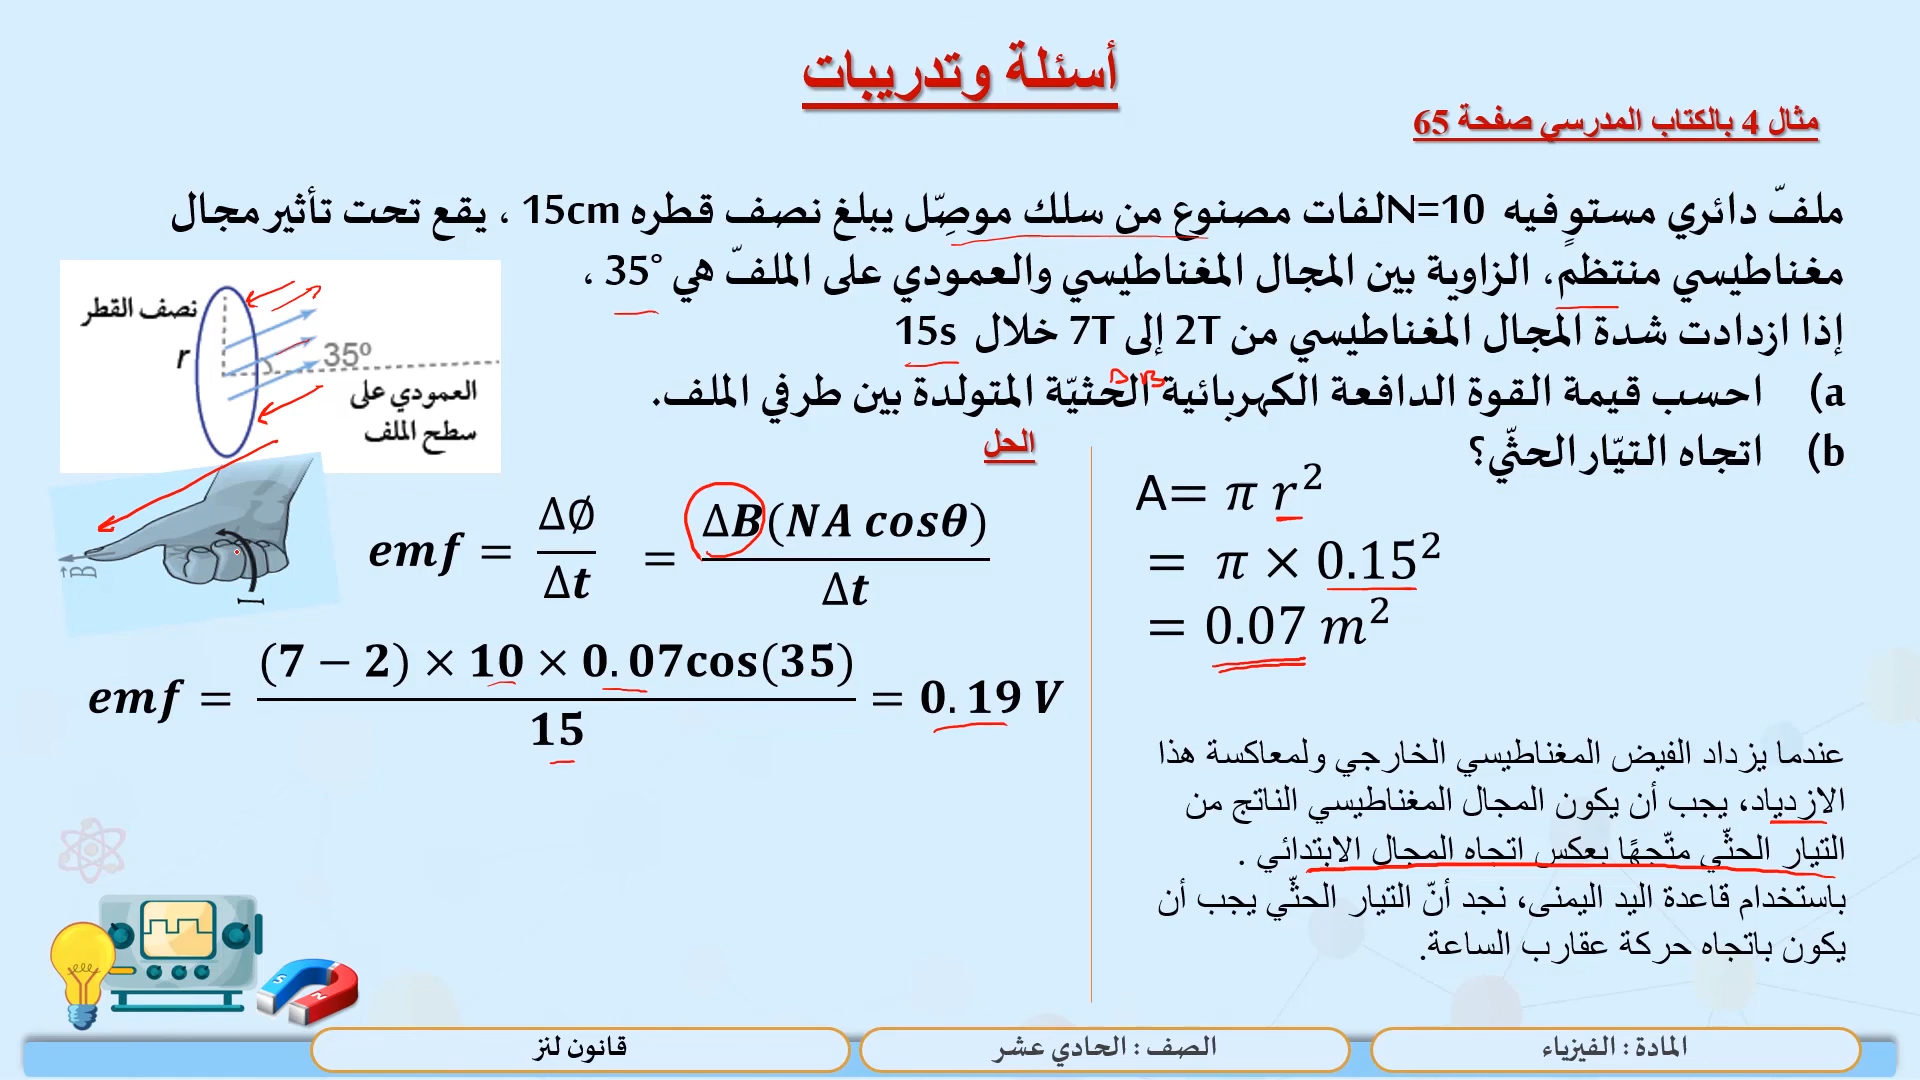 أسئلة وتدريبات
مثال 4 بالكتاب المدرسي صفحة 65
ملفّ دائري مستوٍ فيه N=10لفات مصنوع من سلك موصِّل يبلغ نصف قطره 15cm ، يقع تحت تأثير مجال
مغناطيسي منتظم، الزاوية بين المجال المغناطيسي والعمودي على الملفّ هي 35° ،
إذا ازدادت شدة المجال المغناطيسي من 2T إلى 7T خلال 15s
a) احسب قيمة القوة الدافعة الكهربائية الحثيّة المتولدة بين طرفي الملف.
b) اتجاه التيّار الحثّي؟
نصف القطر
r
35⁰
العمودي على
سطح الملف
B
I
الحل
emf = ΔØ/Δt = ΔB(NA cosθ)/Δt
emf = (7 − 2) × 10 × 0.07cos(35)/15 = 0.19 V
A= π r²
= π × 0.15²
= 0.07 m²
عندما يزداد الفيض المغناطيسي الخارجي ولمعاكسة هذا
الازدياد، يجب أن يكون المجال المغناطيسي الناتج من
التيار الحثّي متّجهًا بعكس اتجاه المجال الابتدائي .
باستخدام قاعدة اليد اليمنى، نجد أنّ التيار الحثّي يجب أن
يكون باتجاه حركة عقارب الساعة.
S
N
المادة : الفيزياء
الصف : الحادي عشر
قانون لنز